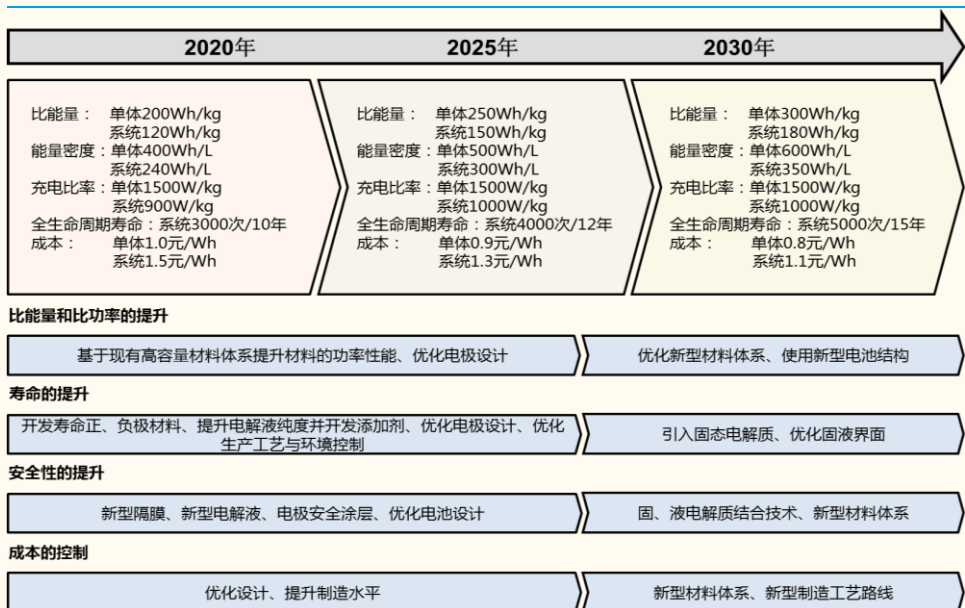 2020年 2025年 2030年
比能量： 单体200Wh/kg
系统120Wh/kg
能量密度：单体400Wh/L
系统240Wh/L
充电比率：单体1500W/kg
系统900W/kg
全生命周期寿命：系统3000次/10年
成本： 单体1.0元/Wh
系统1.5元/Wh
比能量： 单体250Wh/kg
系统150Wh/kg
能量密度：单体500Wh/L
系统300Wh/L
充电比率：单体1500W/kg
系统1000W/kg
全生命周期寿命：系统4000次/12年
成本： 单体0.9元/Wh
系统1.3元/Wh
比能量： 单体300Wh/kg
系统180Wh/kg
能量密度：单体600Wh/L
系统350Wh/L
充电比率：单体1500W/kg
系统1000W/kg
全生命周期寿命：系统5000次/15年
成本： 单体0.8元/Wh
系统1.1元/Wh
比能量和比功率的提升
基于现有高容量材料体系提升材料的功率性能、优化电极设计
优化新型材料体系、使用新型电池结构
寿命的提升
开发寿命正、负极材料、提升电解液纯度并开发添加剂、优化电极设计、优化
生产工艺与环境控制
引入固态电解质、优化固液界面
安全性的提升
新型隔膜、新型电解液、电极安全涂层、优化电池设计
固、液电解质结合技术、新型材料体系
成本的控制
优化设计、提升制造水平
新型材料体系、新型制造工艺路线